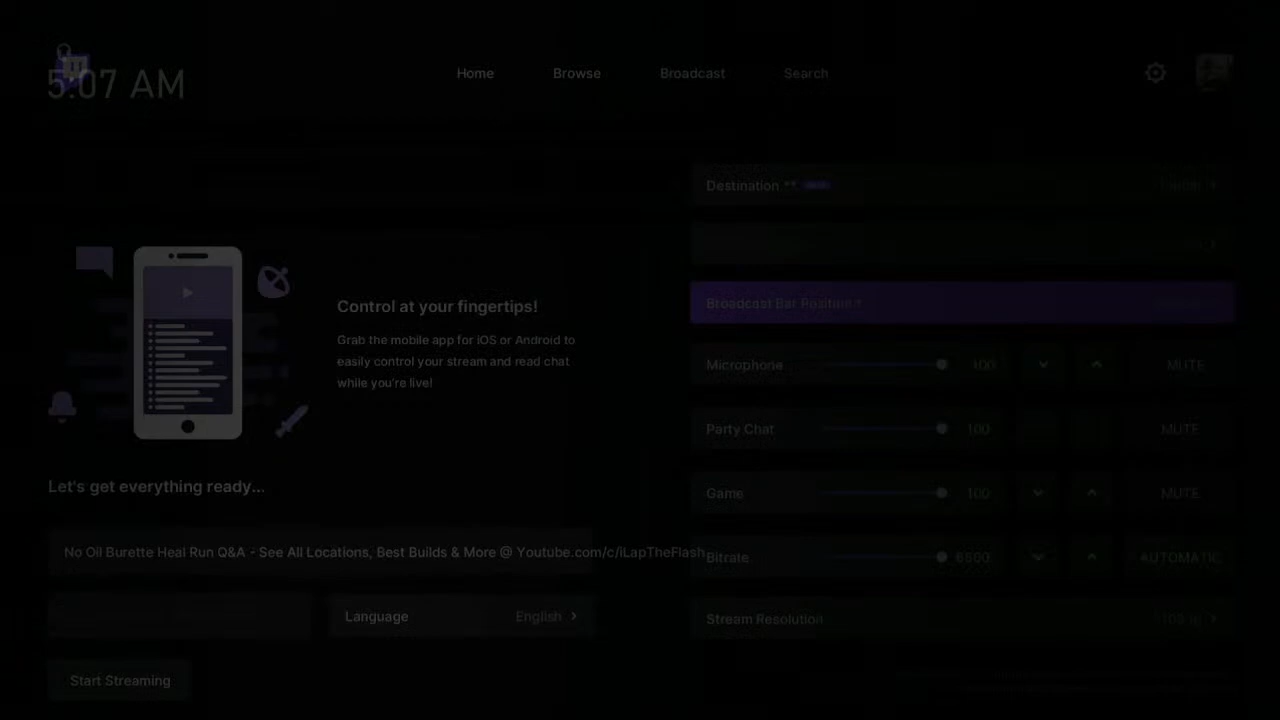 5:07 AM
Home
Browse
Broadcast
Search
Destination **
Broadcast Bar Position
Control at your fingertips!
Grab the mobile app for iOS or Android to
easily control your stream and read chat
while you're live!
Microphone 100 MUTE
Party Chat 100 MUTE
Let's get everything ready...
Game 100 MUTE
No Oil Burette Heal Run Q&A - See All Locations, Best Builds & More @ Youtube.com/c/iLapTheFlash
Bitrate AUTOMATIC
Language English
Stream Resolution
Start Streaming